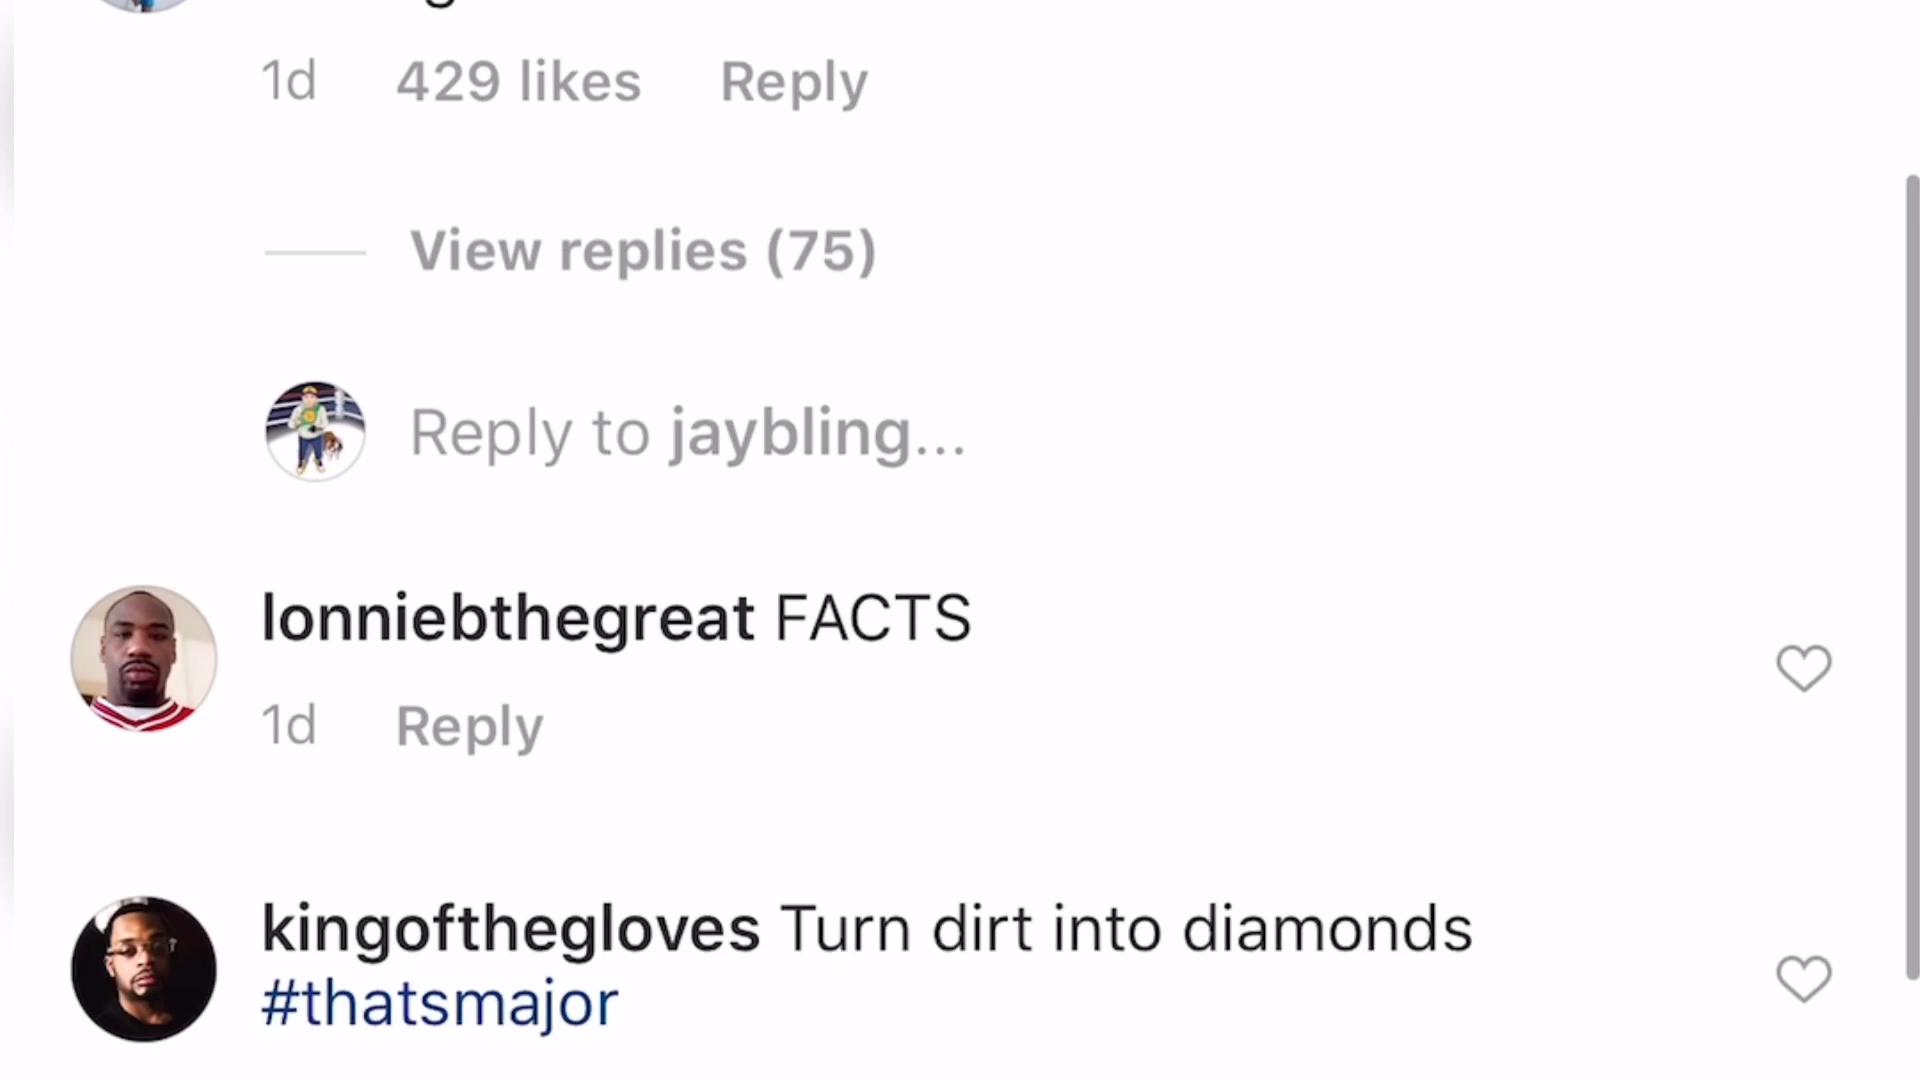 1d 429 likes Reply
View replies (75)
Reply to jaybling...
lonniebthegreat FACTS
1d Reply
kingofthegloves Turn dirt into diamonds
#thatsmajor